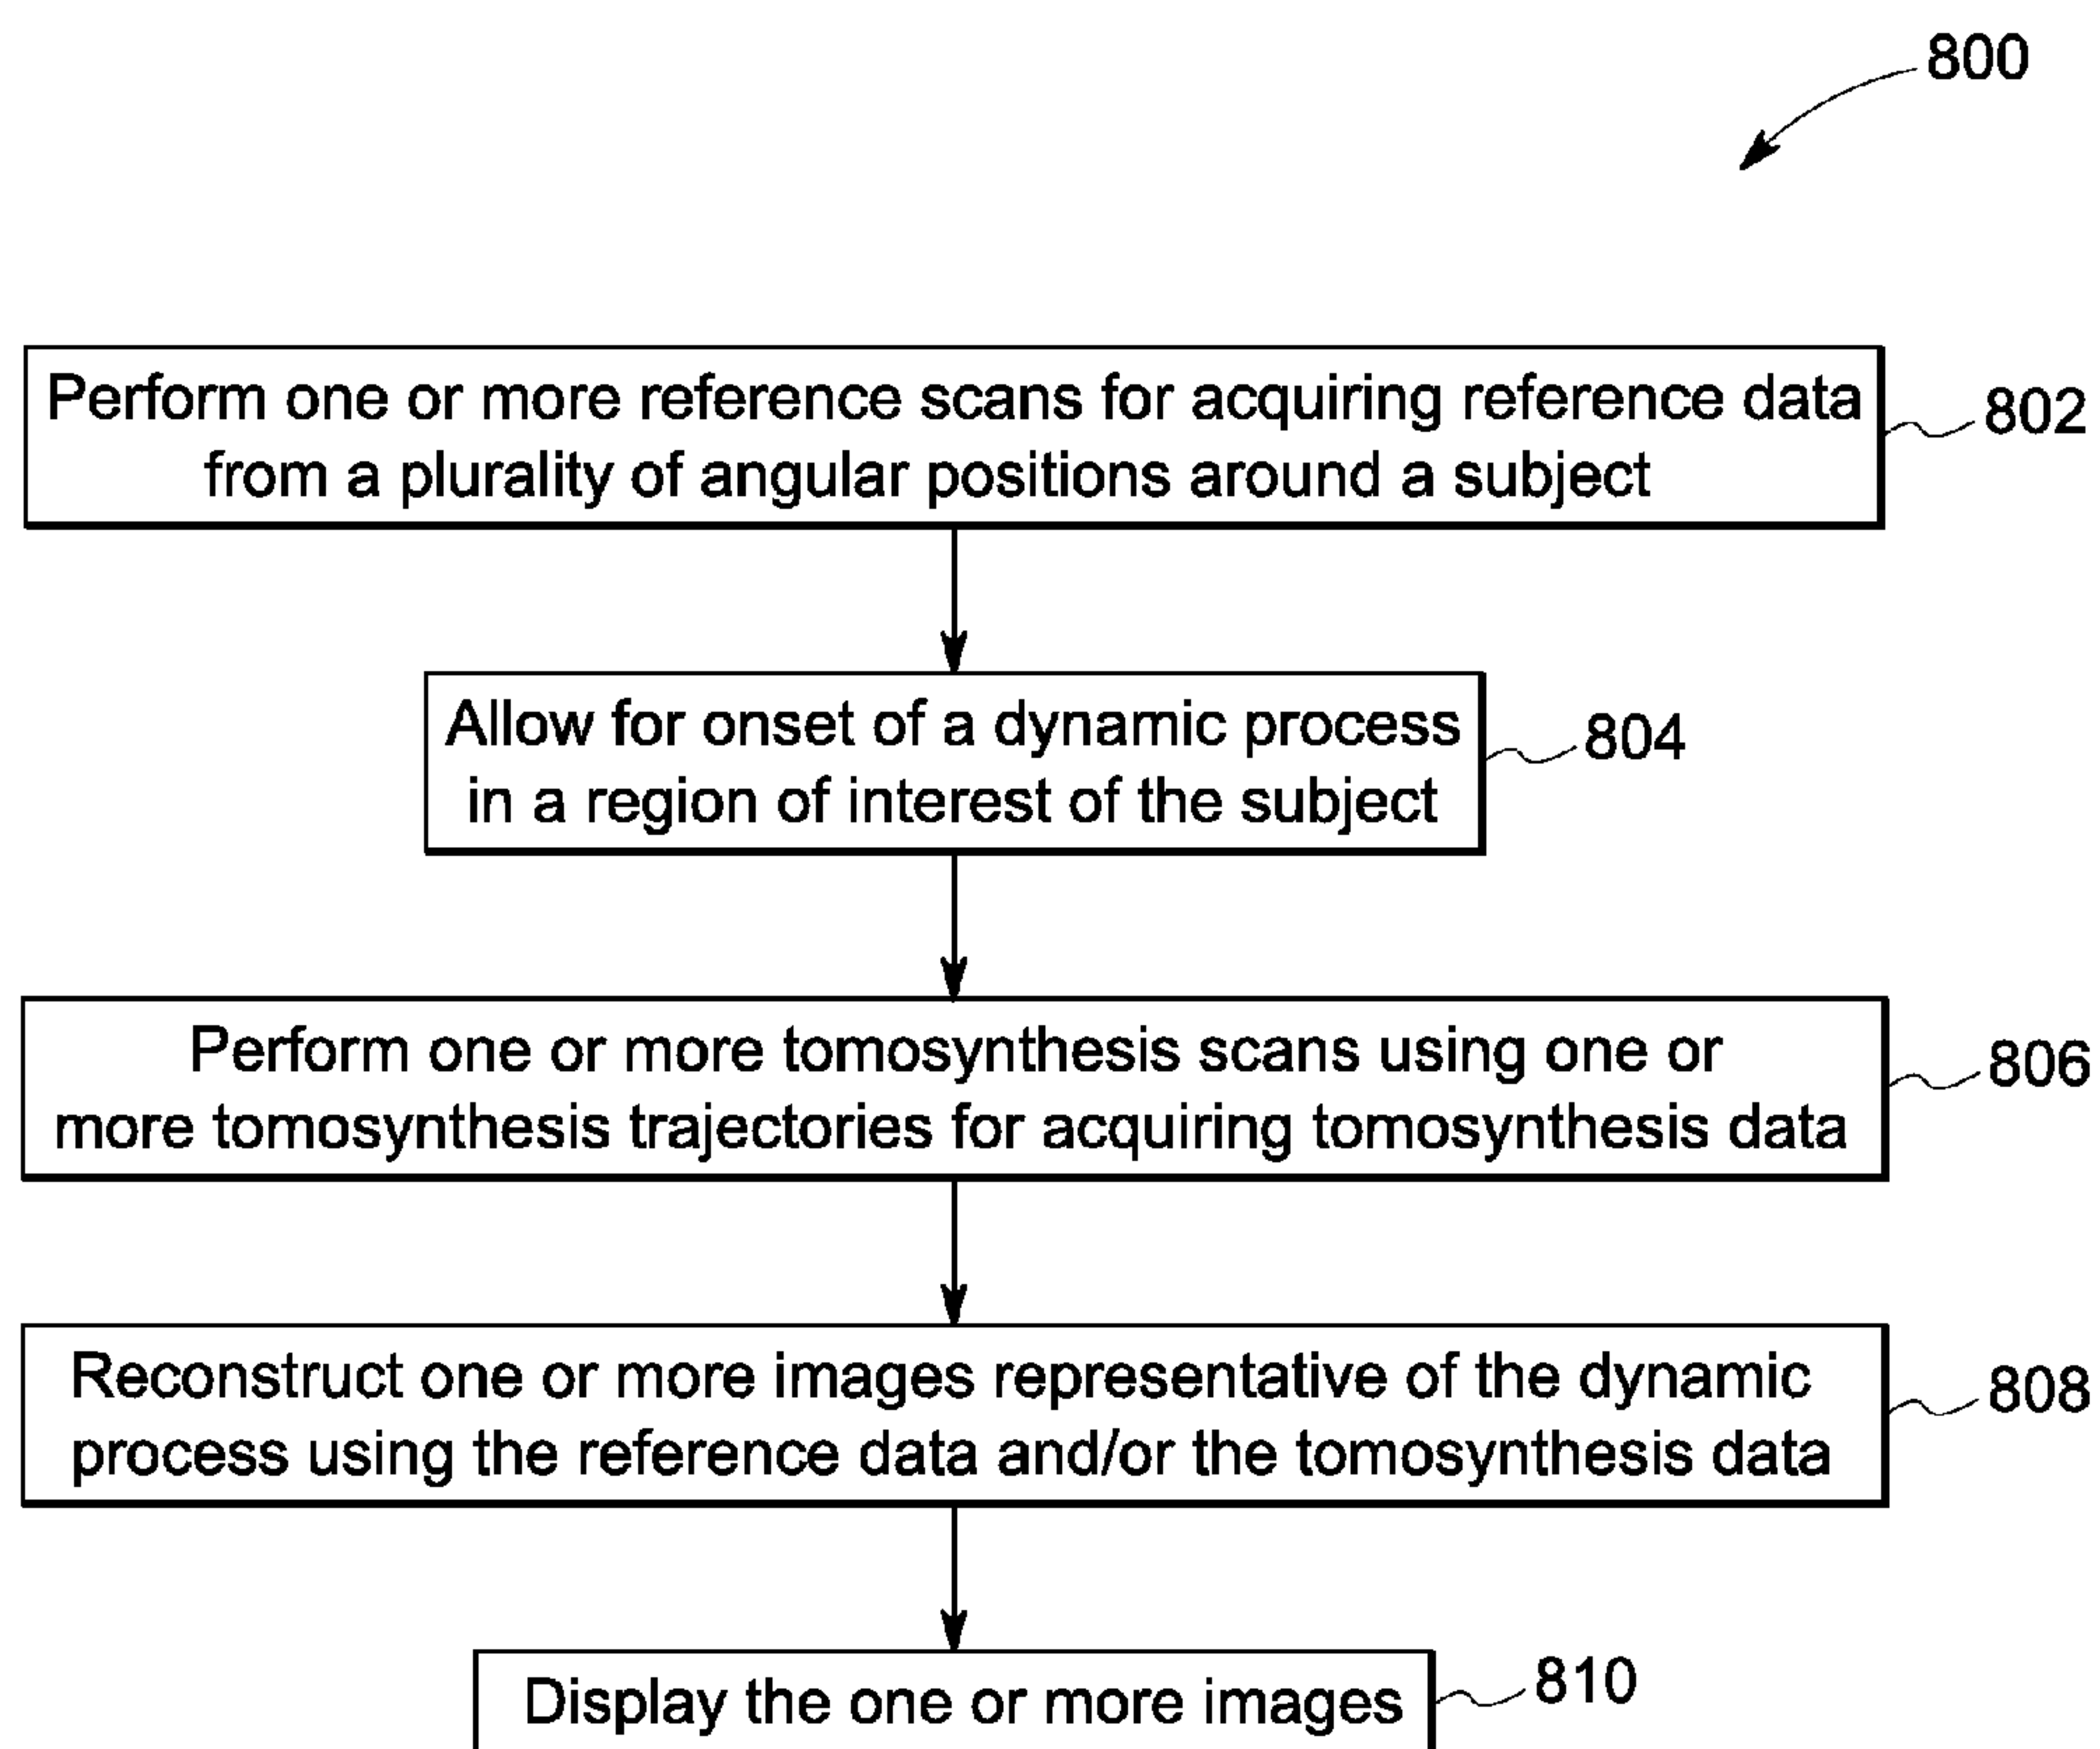 800
Perform one or more reference scans for acquiring reference data
from a plurality of angular positions around a subject
802
Allow for onset of a dynamic process
in a region of interest of the subject
804
Perform one or more tomosynthesis scans using one or
more tomosynthesis trajectories for acquiring tomosynthesis data
806
Reconstruct one or more images representative of the dynamic
process using the reference data and/or the tomosynthesis data
808
Display the one or more images
810